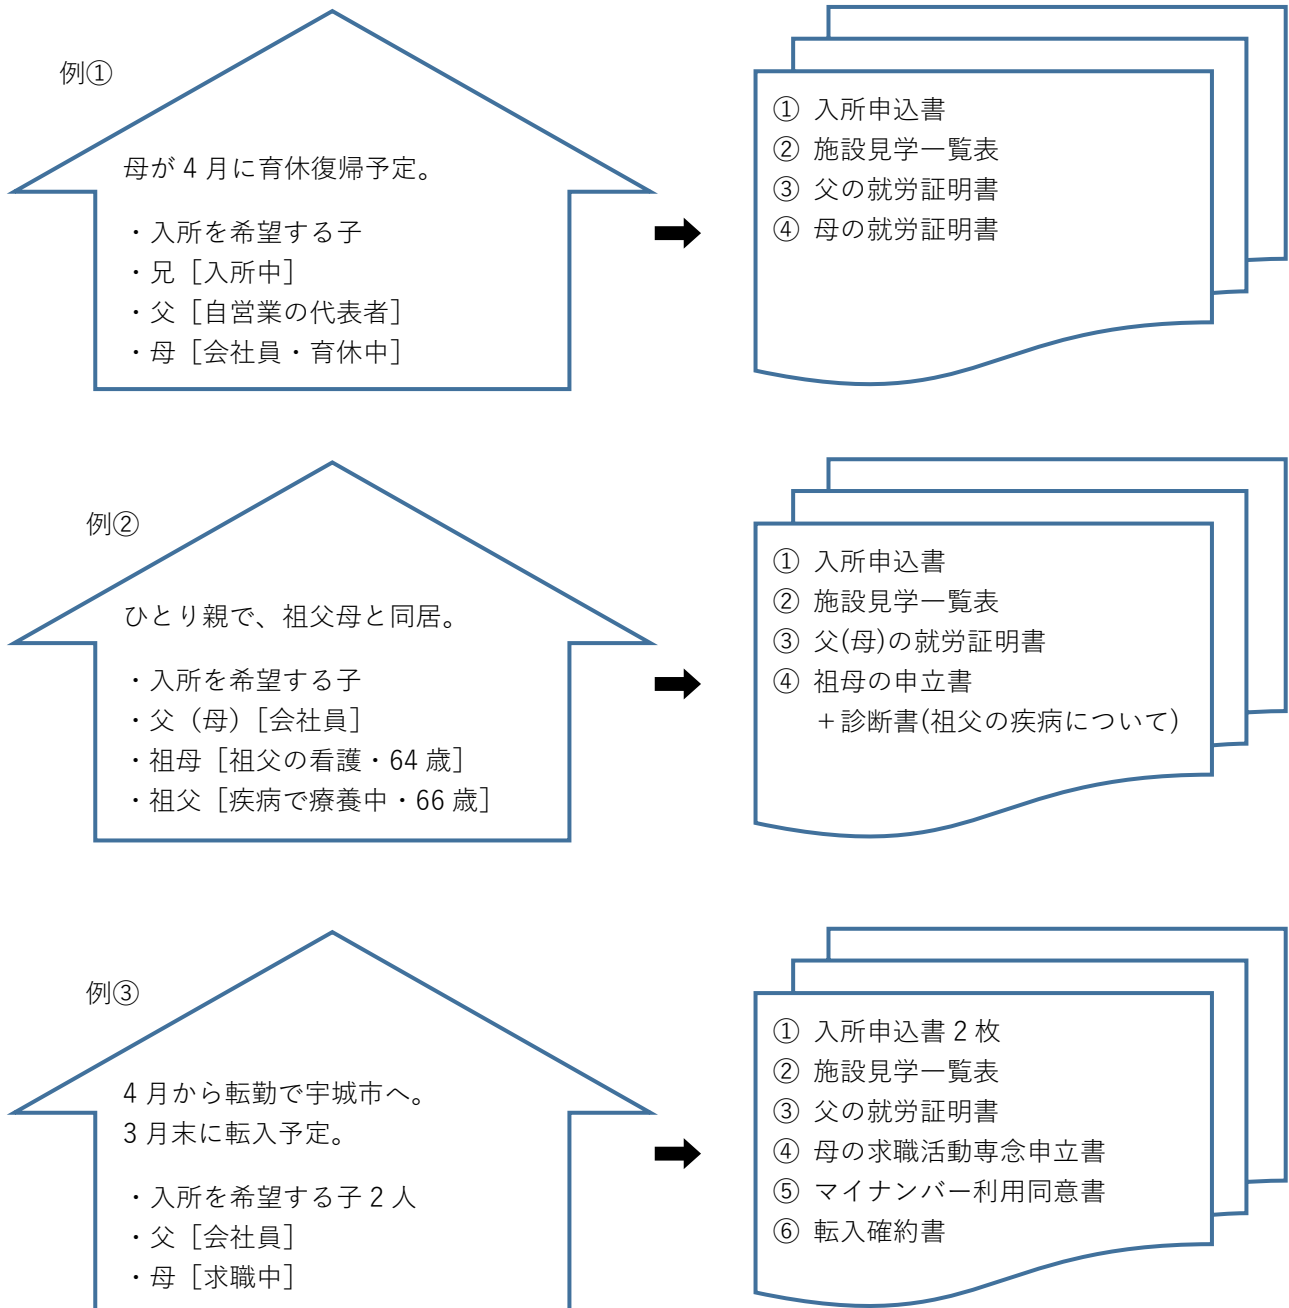 例①
母が4月に育休復帰予定。
・入所を希望する子
・兄［入所中］
・父［自営業の代表者］
・母［会社員・育休中］
① 入所申込書
② 施設見学一覧表
③ 父の就労証明書
④ 母の就労証明書
例②
ひとり親で、祖父母と同居。
・入所を希望する子
・父（母）［会社員］
・祖母［祖父の看護・64歳］
・祖父［疾病で療養中・66歳］
① 入所申込書
② 施設見学一覧表
③ 父(母)の就労証明書
④ 祖母の申立書
＋診断書(祖父の疾病について)
例③
4月から転勤で宇城市へ。
3月末に転入予定。
・入所を希望する子2人
・父［会社員］
・母［求職中］
① 入所申込書2枚
② 施設見学一覧表
③ 父の就労証明書
④ 母の求職活動専念申立書
⑤ マイナンバー利用同意書
⑥ 転入確約書